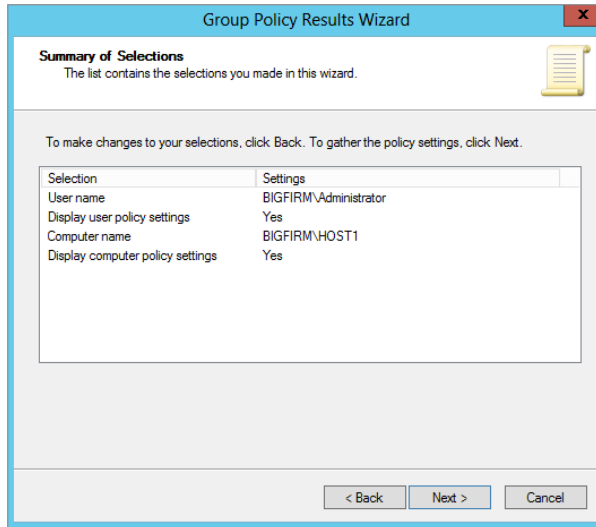 Group Policy Results Wizard
x
Summary of Selections
The list contains the selections you made in this wizard.
To make changes to your selections, click Back. To gather the policy settings, click Next.
Selection Settings
User name BIGFIRM\Administrator
Display user policy settings Yes
Computer name BIGFIRM\HOST1
Display computer policy settings Yes
< Back Next > Cancel